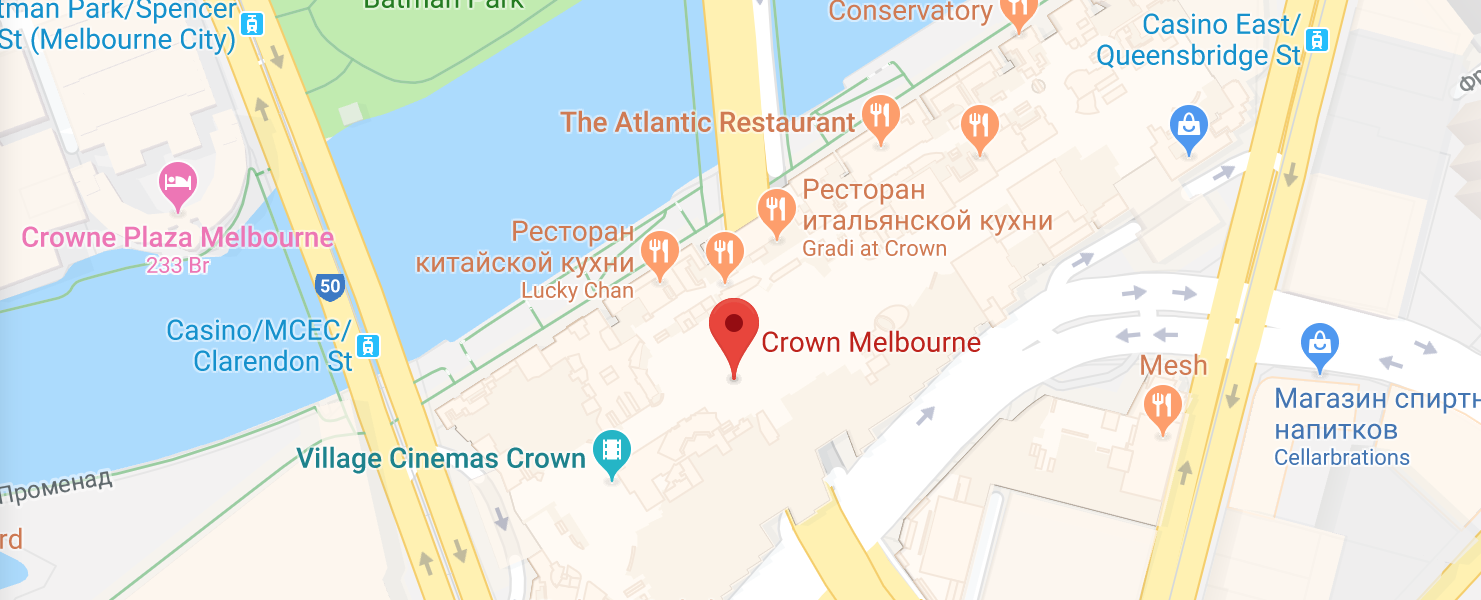 Batman Park
Conservatory
tman Park/Spencer
St (Melbourne City)
Casino East/
Queensbridge St
The Atlantic Restaurant
Ресторан
итальянской кухни
Gradi at Crown
Crowne Plaza Melbourne
233 Br
Ресторан
китайской кухни
Lucky Chan
50
Casino/MCEC/
Clarendon St
Crown Melbourne
Mesh
Магазин спиртн
напитков
Cellarbrations
Village Cinemas Crown
Променад
rd